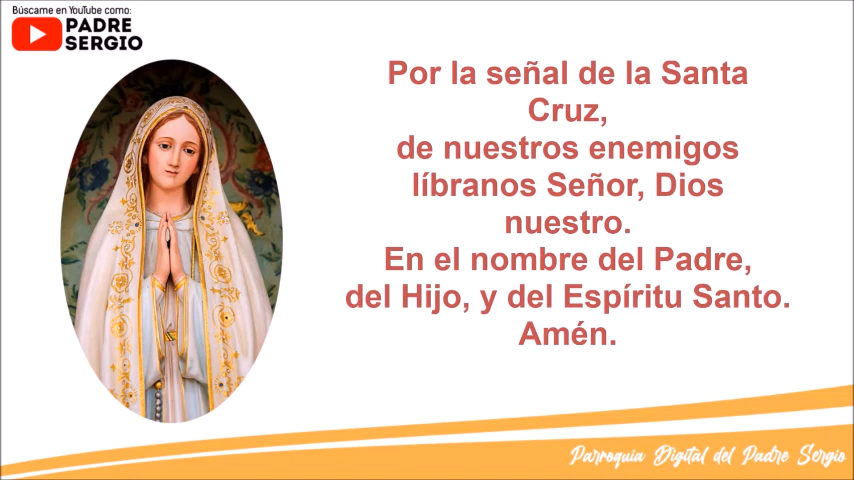 Búscame en YouTube como:
PADRE
SERGIO
Por la señal de la Santa
Cruz,
de nuestros enemigos
líbranos Señor, Dios
nuestro.
En el nombre del Padre,
del Hijo, y del Espíritu Santo.
Amén.
Parroquia Digital del Padre Sergio